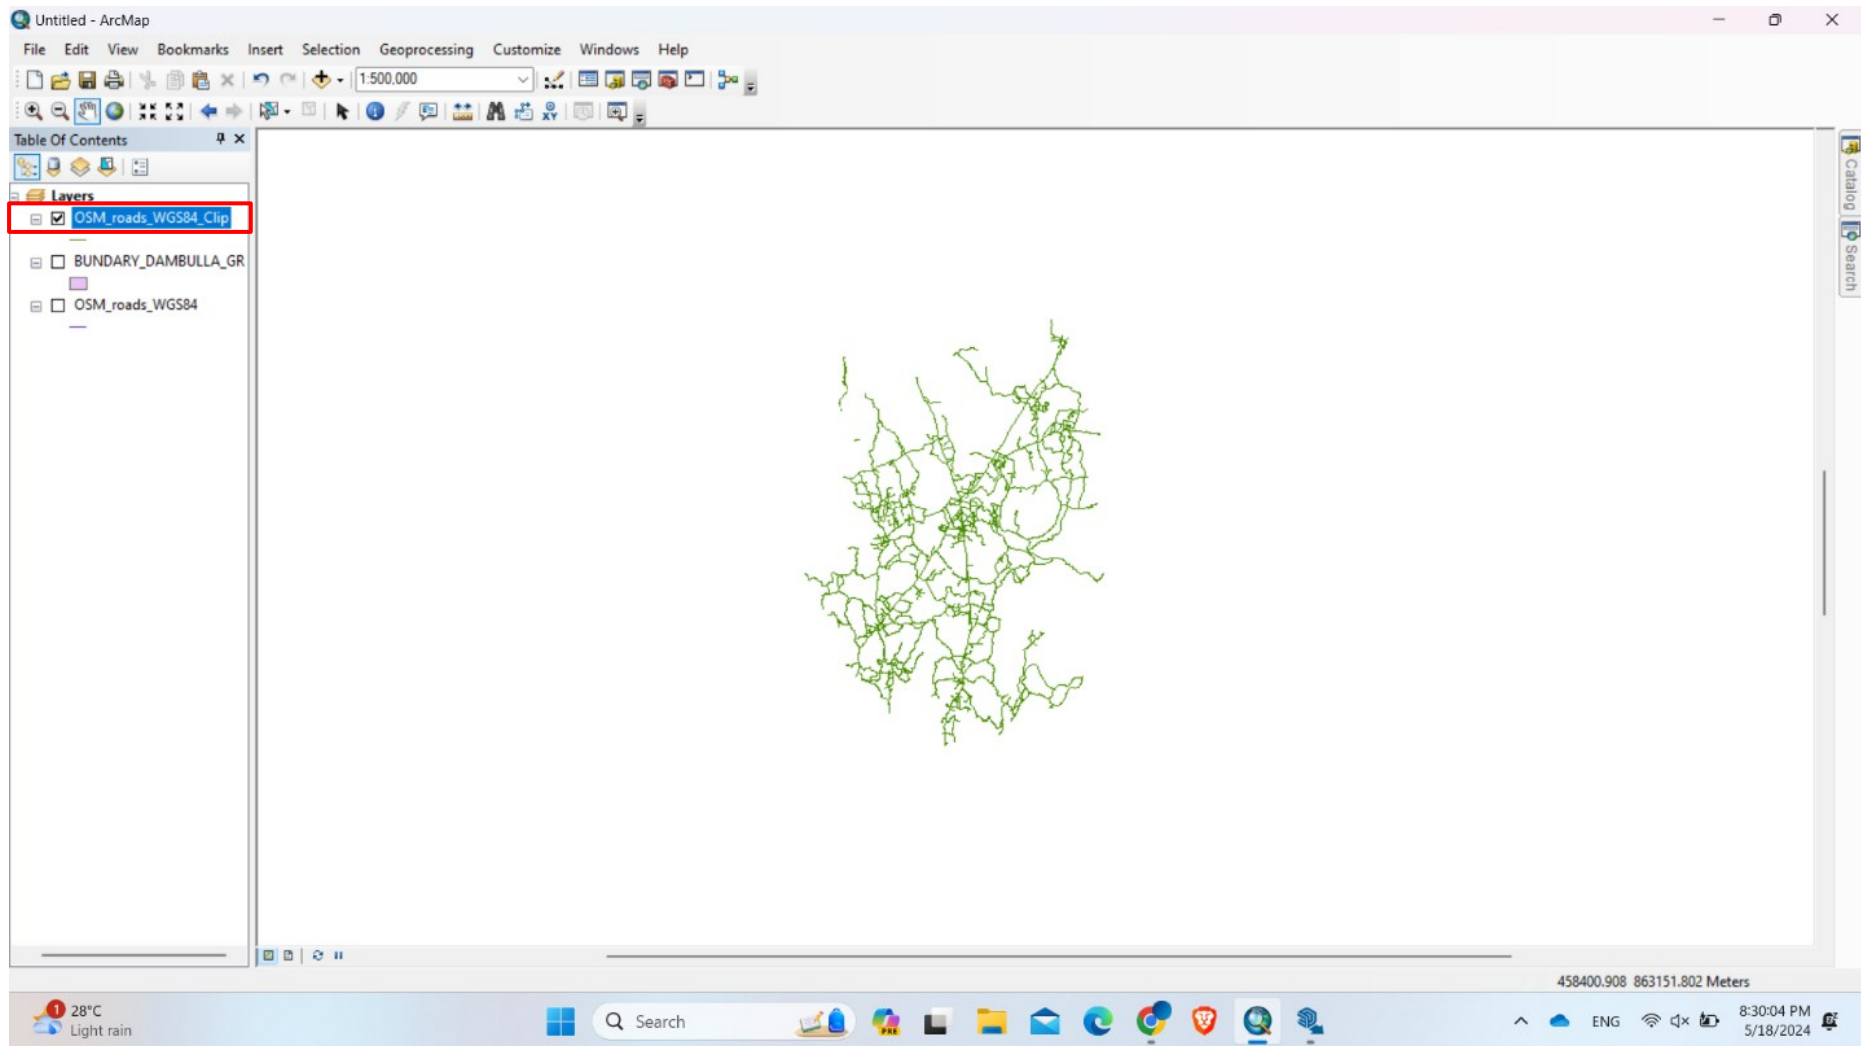 Untitled - ArcMap
File Edit View Bookmarks Insert Selection Geoprocessing Customize Windows Help
1:500,000
Table Of Contents
Layers
OSM_roads_WGS84_Clip
BUNDARY_DAMBULLA_GR
OSM_roads_WGS84
Catalog
Search
458400.908 863151.802 Meters
1
28°C
Light rain
Search
PRE
ENG
8:30:04 PM
5/18/2024